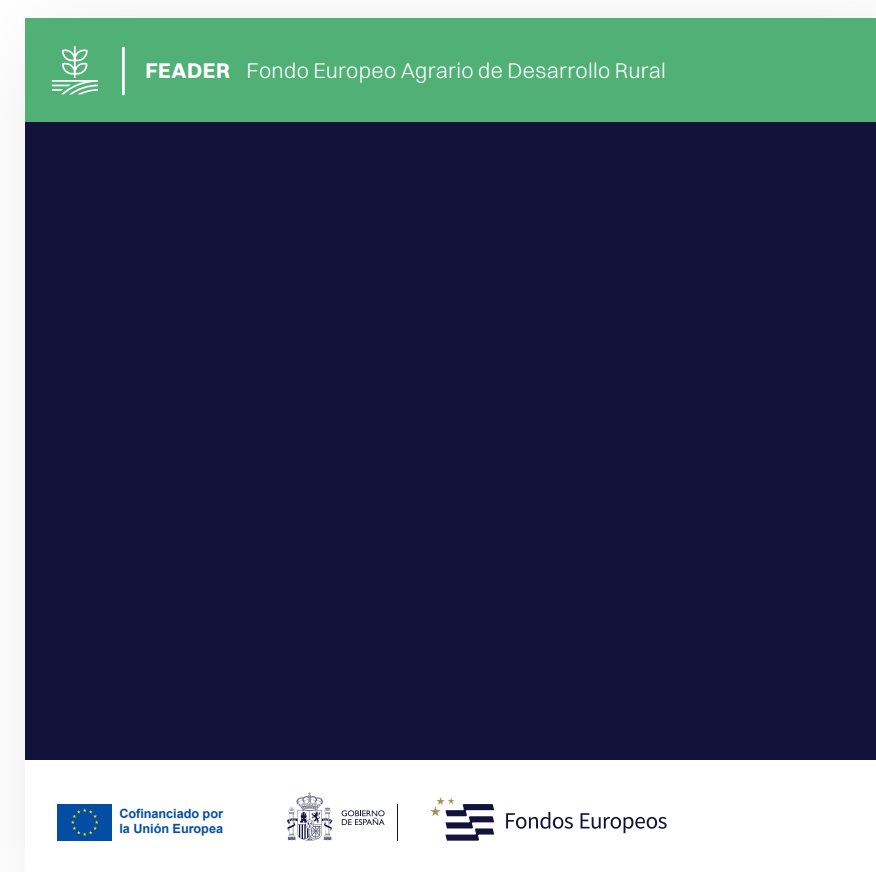 FEADER Fondo Europeo Agrario de Desarrollo Rural
Cofinanciado por
la Unión Europea
GOBIERNO
DE ESPAÑA
Fondos Europeos